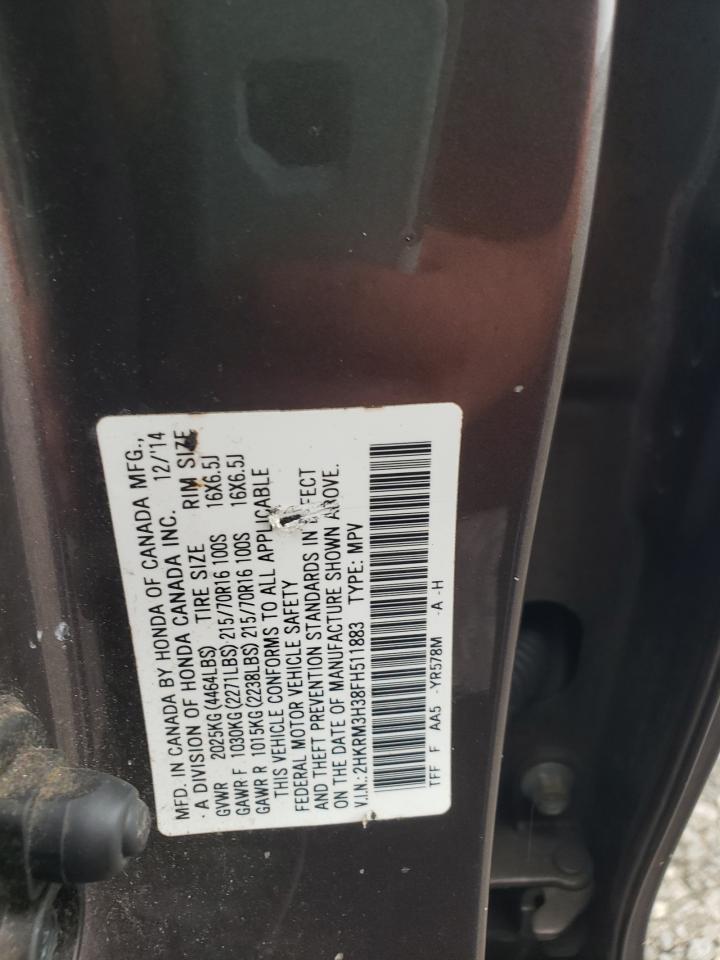 MFD. IN CANADA BY HONDA OF CANADA MFG.,
·A DIVISION OF HONDA CANADA INC. 12/'14
GVWR 2025KG(4464LBS) TIRE SIZE RIM SIZE
GAWR F 1030KG(2271LBS)215/70R16 100S 16X6.5J
GAWR R 1015KG(2238LBS)215/70R16 100S 16X6.5J
THIS VEHICLE CONFORMS TO ALL APPLICABLE
FEDERAL MOTOR VEHICLE SAFETY
AND THEFT PREVENTION STANDARDS IN EFFECT
ON THE DATE OF MANUFACTURE SHOWN ABOVE.
V.I.N.:2HKRM3H38FH511883 TYPE: MPV
TFF F AA5 -YR578M -A -H